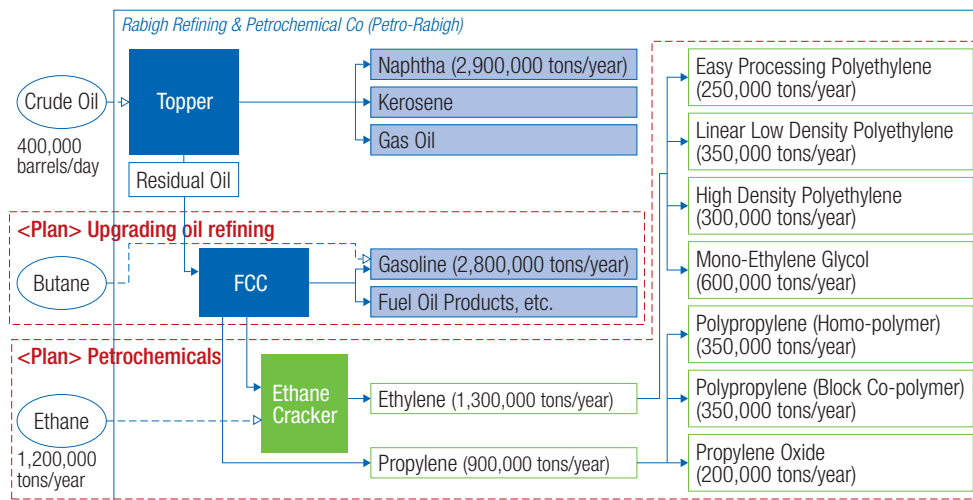 Rabigh Refining & Petrochemical Co (Petro-Rabigh)
Crude Oil
400,000
barrels/day
Topper
Residual Oil
Naphtha (2,900,000 tons/year)
Kerosene
Gas Oil
<Plan> Upgrading oil refining
Butane
FCC
Gasoline (2,800,000 tons/year)
Fuel Oil Products, etc.
<Plan> Petrochemicals
Ethane
1,200,000
tons/year
Ethane
Cracker
Ethylene (1,300,000 tons/year)
Propylene (900,000 tons/year)
Easy Processing Polyethylene
(250,000 tons/year)
Linear Low Density Polyethylene
(350,000 tons/year)
High Density Polyethylene
(300,000 tons/year)
Mono-Ethylene Glycol
(600,000 tons/year)
Polypropylene (Homo-polymer)
(350,000 tons/year)
Polypropylene (Block Co-polymer)
(350,000 tons/year)
Propylene Oxide
(200,000 tons/year)